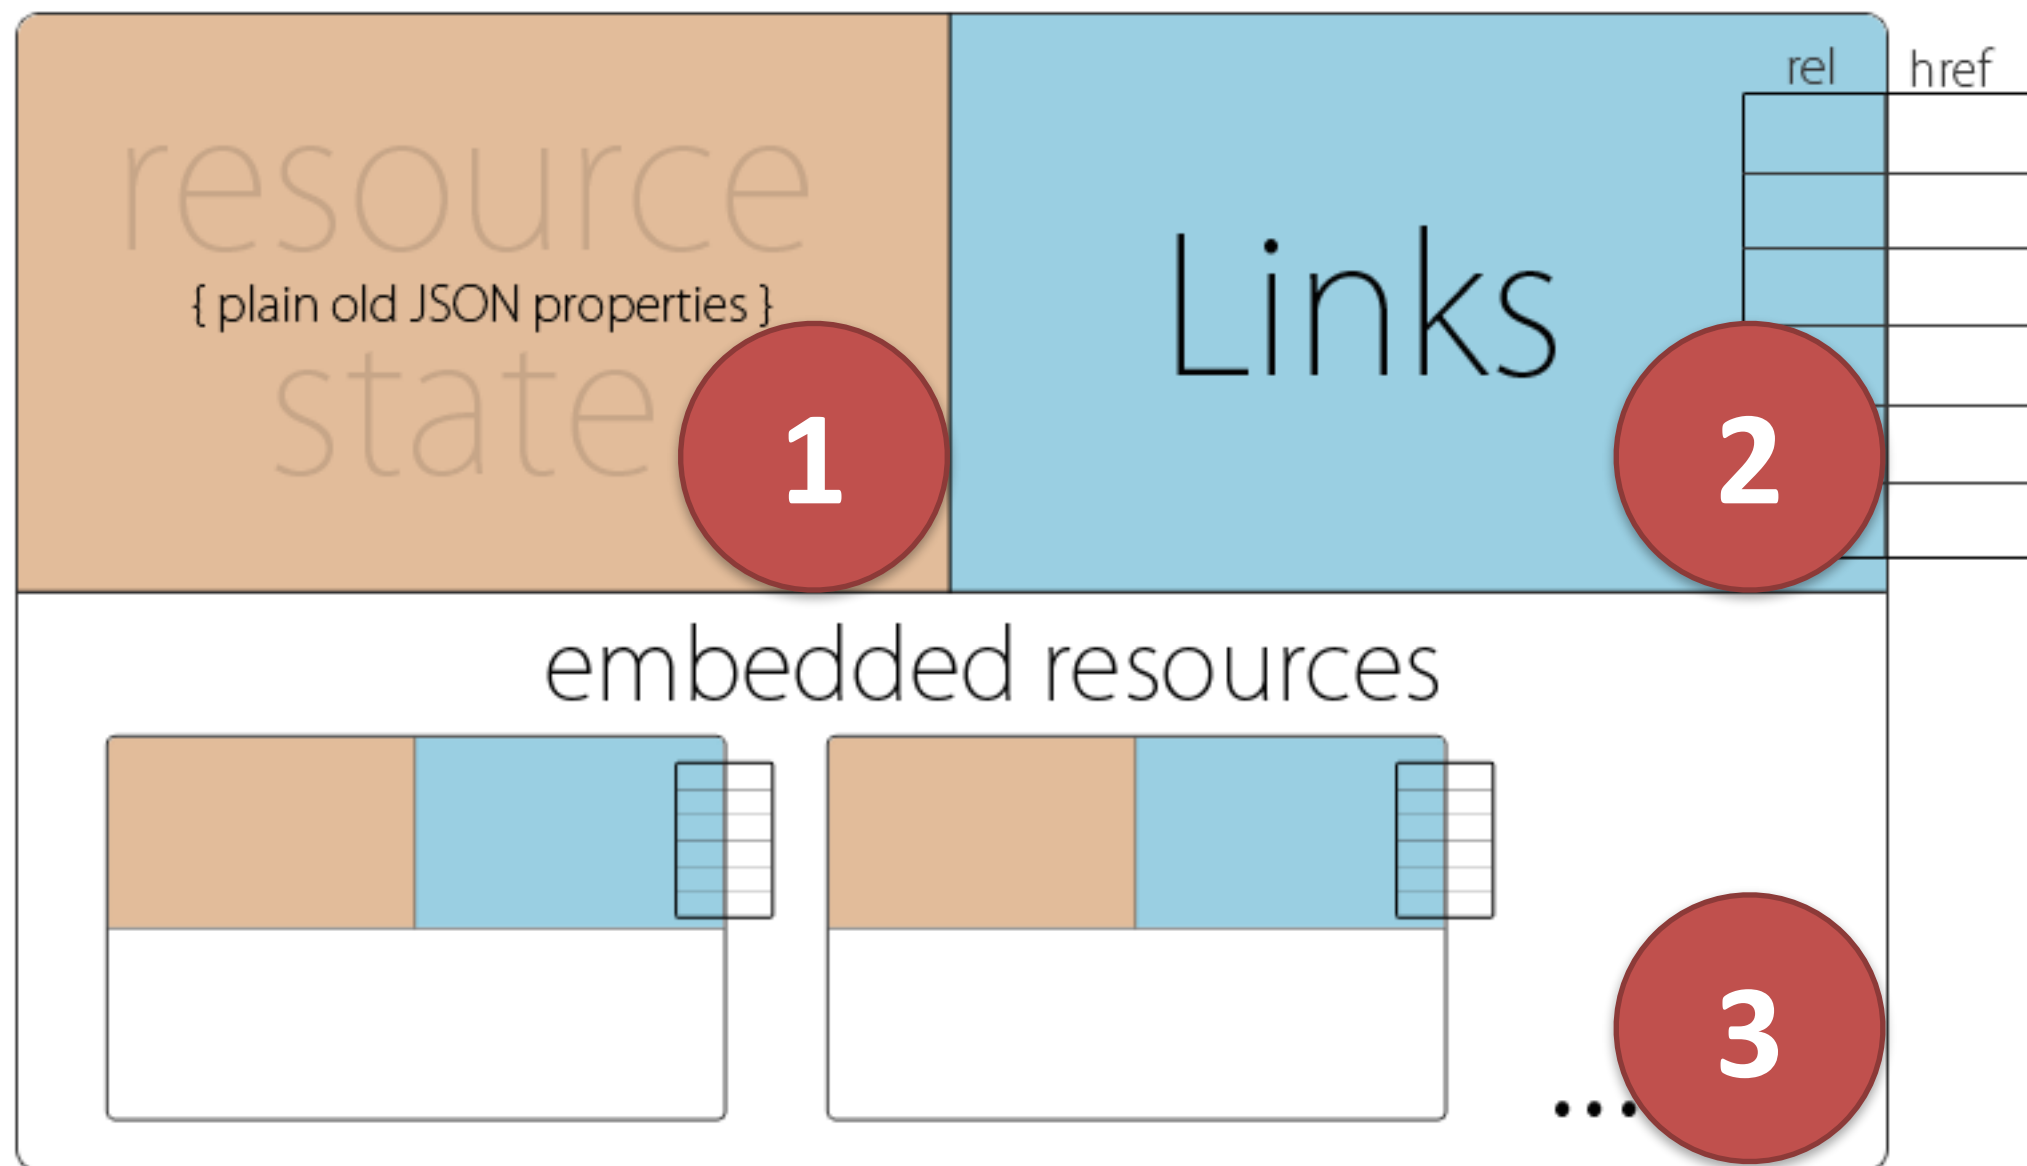 resource
{ plain old JSON properties }
state
1
Links
rel href
2
embedded resources
...
3